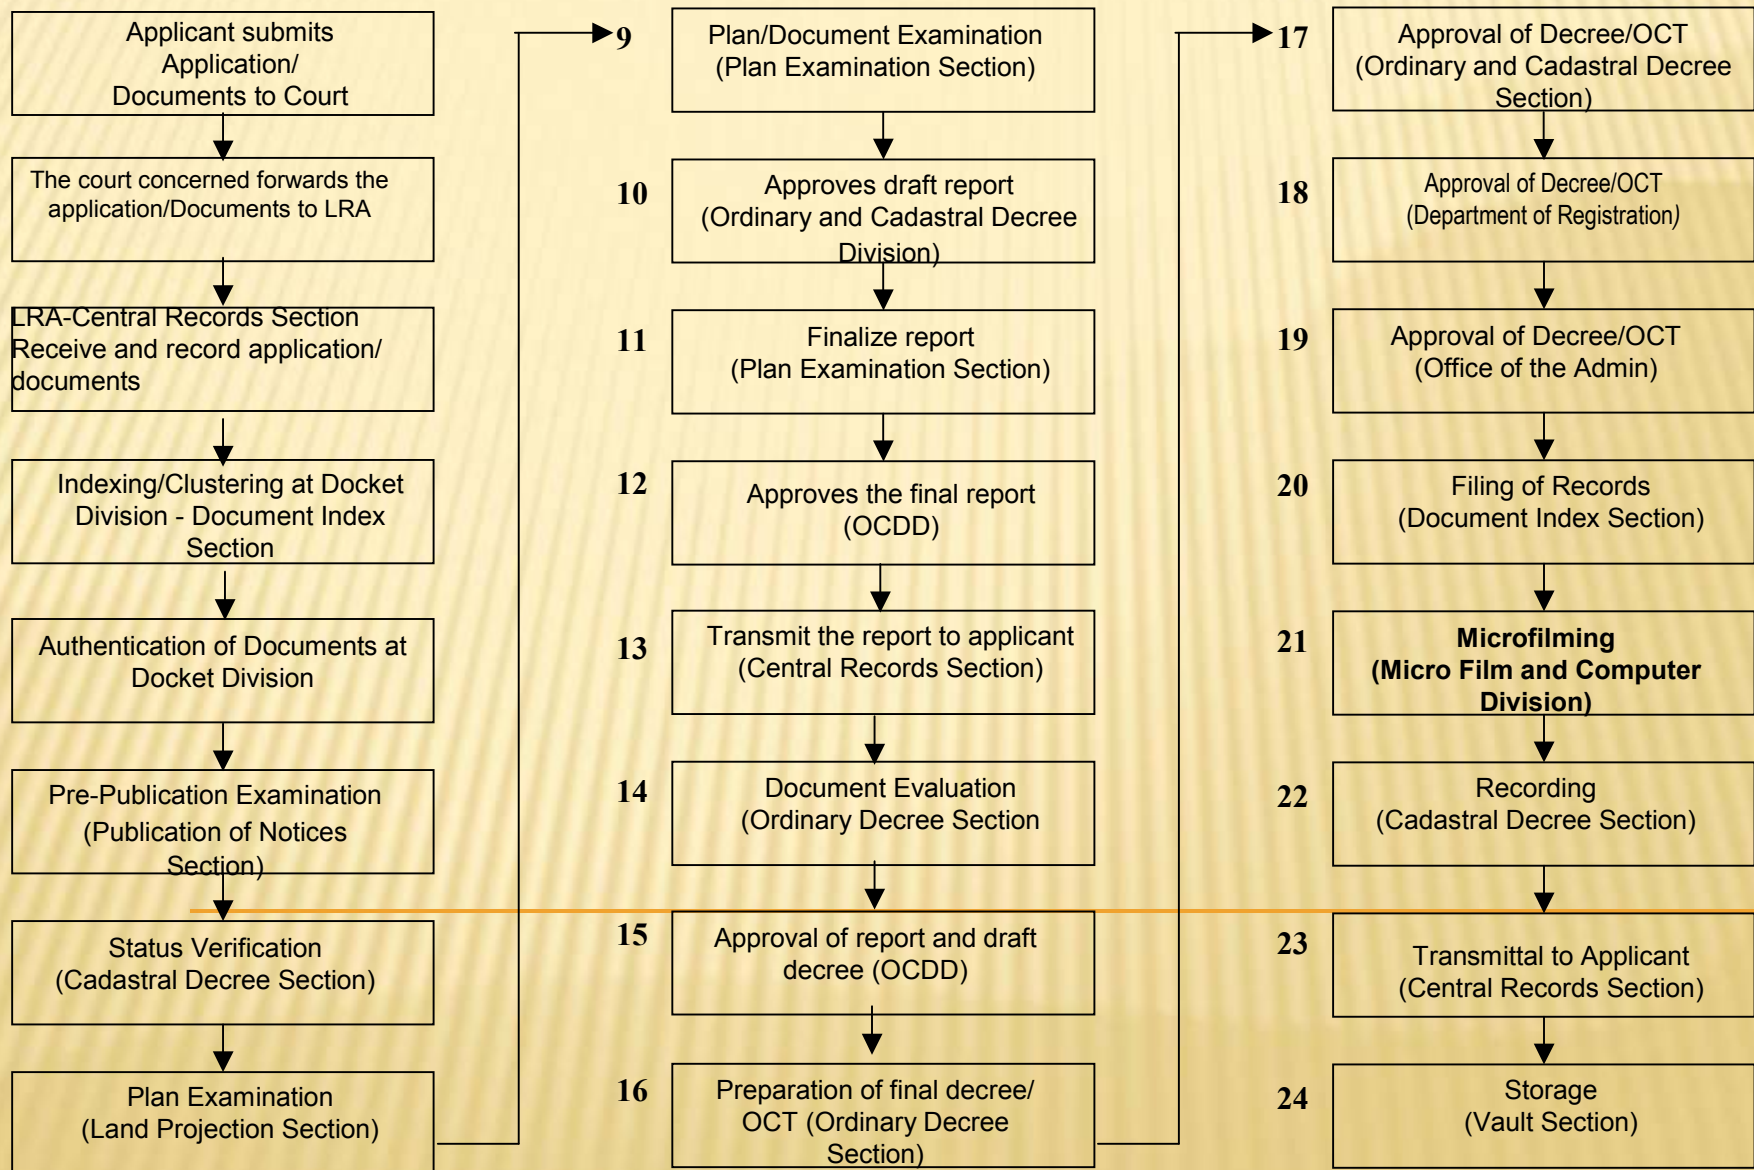 Applicant submits
Application/
Documents to Court
The court concerned forwards the
application/Documents to LRA
LRA-Central Records Section
Receive and record application/
documents
Indexing/Clustering at Docket
Division - Document Index
Section
Authentication of Documents at
Docket Division
Pre-Publication Examination
(Publication of Notices
Section)
Status Verification
(Cadastral Decree Section)
Plan Examination
(Land Projection Section)
9
Plan/Document Examination
(Plan Examination Section)
10
Approves draft report
(Ordinary and Cadastral Decree
Division)
11
Finalize report
(Plan Examination Section)
12
Approves the final report
(OCDD)
13
Transmit the report to applicant
(Central Records Section)
14
Document Evaluation
(Ordinary Decree Section
15
Approval of report and draft
decree (OCDD)
16
Preparation of final decree/
OCT (Ordinary Decree
Section)
17
Approval of Decree/OCT
(Ordinary and Cadastral Decree
Section)
18
Approval of Decree/OCT
(Department of Registration)
19
Approval of Decree/OCT
(Office of the Admin)
20
Filing of Records
(Document Index Section)
21
Microfilming
(Micro Film and Computer
Division)
22
Recording
(Cadastral Decree Section)
23
Transmittal to Applicant
(Central Records Section)
24
Storage
(Vault Section)